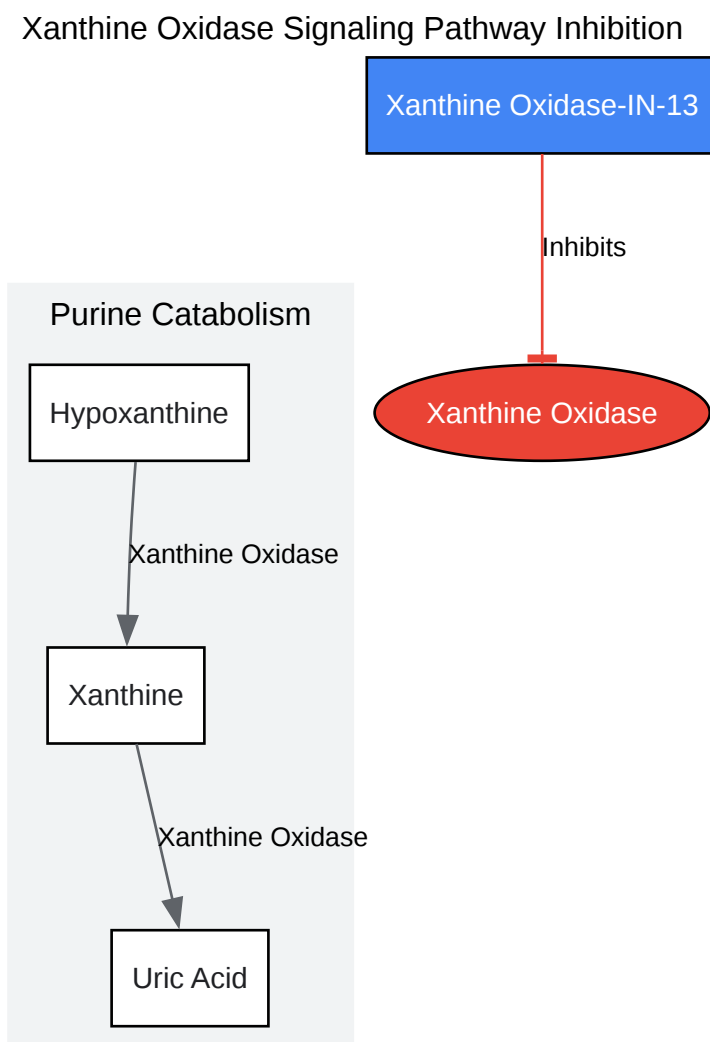 Xanthine Oxidase Signaling Pathway Inhibition
Xanthine Oxidase-IN-13
Inhibits
Xanthine Oxidase
Purine Catabolism
Hypoxanthine
Xanthine Oxidase
Xanthine
Xanthine Oxidase
Uric Acid